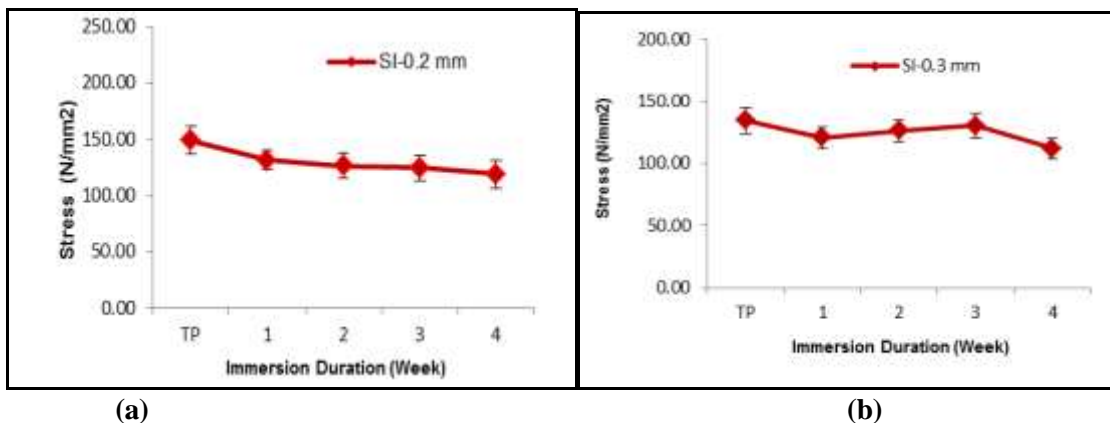 250.00
200.00
150.00
100.00
50.00
0.00
Stress (N/mm2)
SI-0.2 mm
TP 1 2 3 4
Immersion Duration (Week)
(a)
200.00
150.00
100.00
50.00
0.00
Stress (N/mm2)
SI-0.3 mm
TP 1 2 3 4
Immersion Duration (Week)
(b)